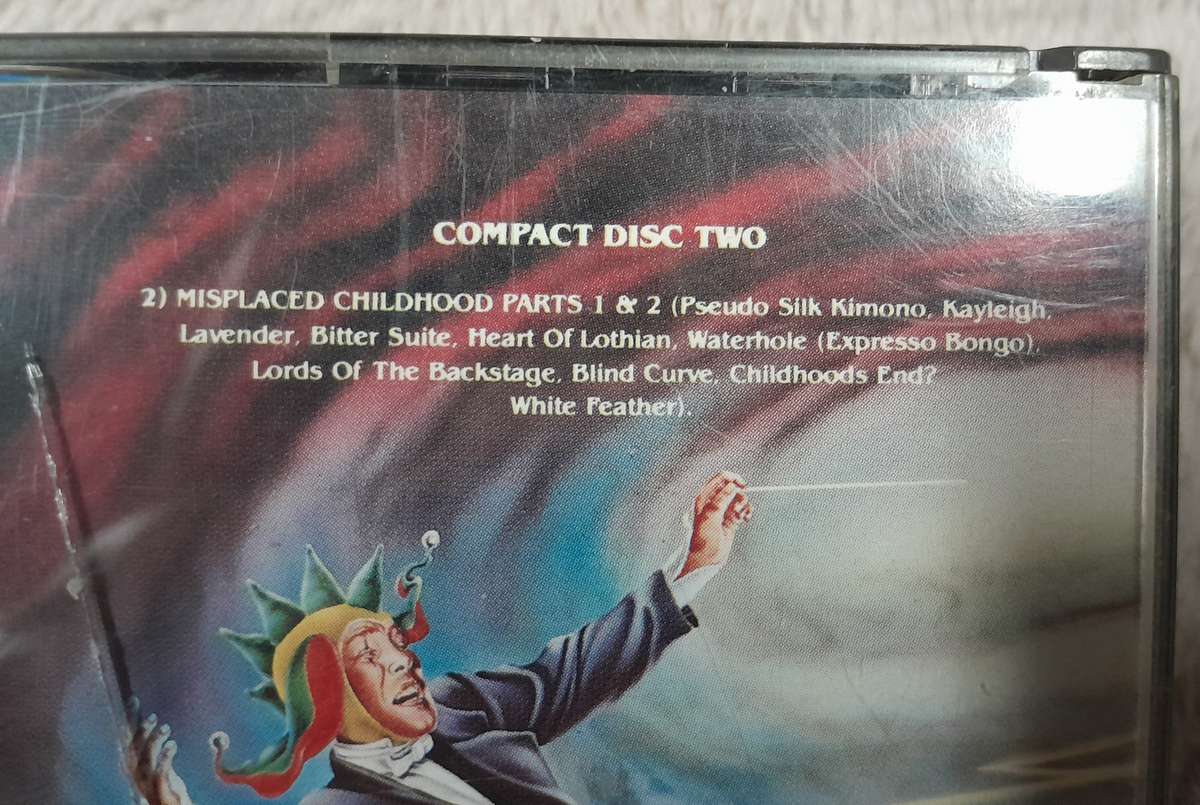 COMPACT DISC TWO
2) MISPLACED CHILDHOOD PARTS 1 & 2 (Pseudo Silk Kimono, Kayleigh,
Lavender, Bitter Suite, Heart Of Lothian, Waterhole (Expresso Bongo),
Lords Of The Backstage, Blind Curve, Childhoods End?
White Feather).